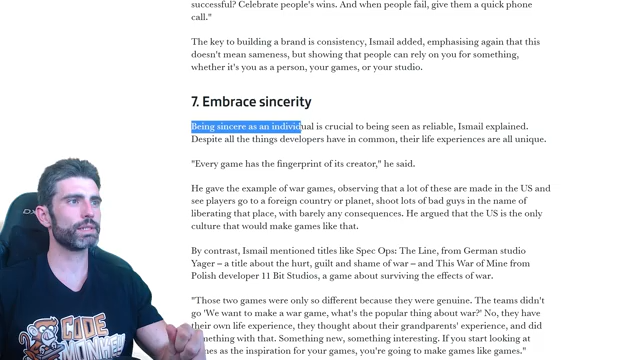 successful? Celebrate people's wins. And when people fail, give them a quick phone
call."
The key to building a brand is consistency, Ismail added, emphasising again that this
doesn't mean sameness, but showing that people can rely on you for something,
whether it's you as a person, your games, or your studio.
7. Embrace sincerity
Being sincere as an individual is crucial to being seen as reliable, Ismail explained.
Despite all the things developers have in common, their life experiences are all unique.
"Every game has the fingerprint of its creator," he said.
He gave the example of war games, observing that a lot of these are made in the US and
see players go to a foreign country or planet, shoot lots of bad guys in the name of
liberating that place, with barely any consequences. He argued that the US is the only
culture that would make games like that.
By contrast, Ismail mentioned titles like Spec Ops: The Line, from German studio
Yager – a title about the hurt, guilt and shame of war – and This War of Mine from
Polish developer 11 Bit Studios, a game about surviving the effects of war.
"Those two games were only so different because they were genuine. The teams didn't
go 'We want to make a war game, what's the popular thing about war?' No, they have
their own life experience, they thought about their grandparents' experience, and did
something with that. Something new, something interesting. If you start looking at
games as the inspiration for your games, you're going to make games like games."
DX
CODE
MONKEY